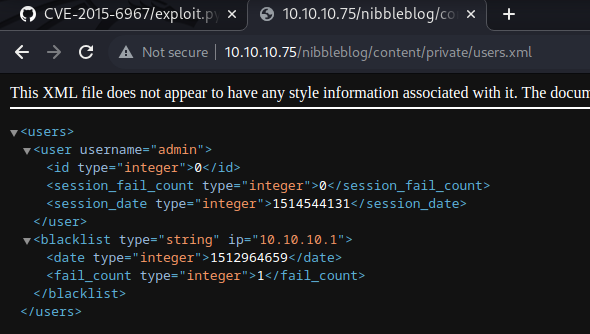 CVE-2015-6967/exploit.py
10.10.10.75/nibbleblog/co
Not secure 10.10.10.75/nibbleblog/content/private/users.xml
This XML file does not appear to have any style information associated with it. The docum
<users>
<user username="admin">
<id type="integer">0</id>
<session_fail_count type="integer">0</session_fail_count>
<session_date type="integer">1514544131</session_date>
</user>
<blacklist type="string" ip="10.10.10.1">
<date type="integer">1512964659</date>
<fail_count type="integer">1</fail_count>
</blacklist>
</users>